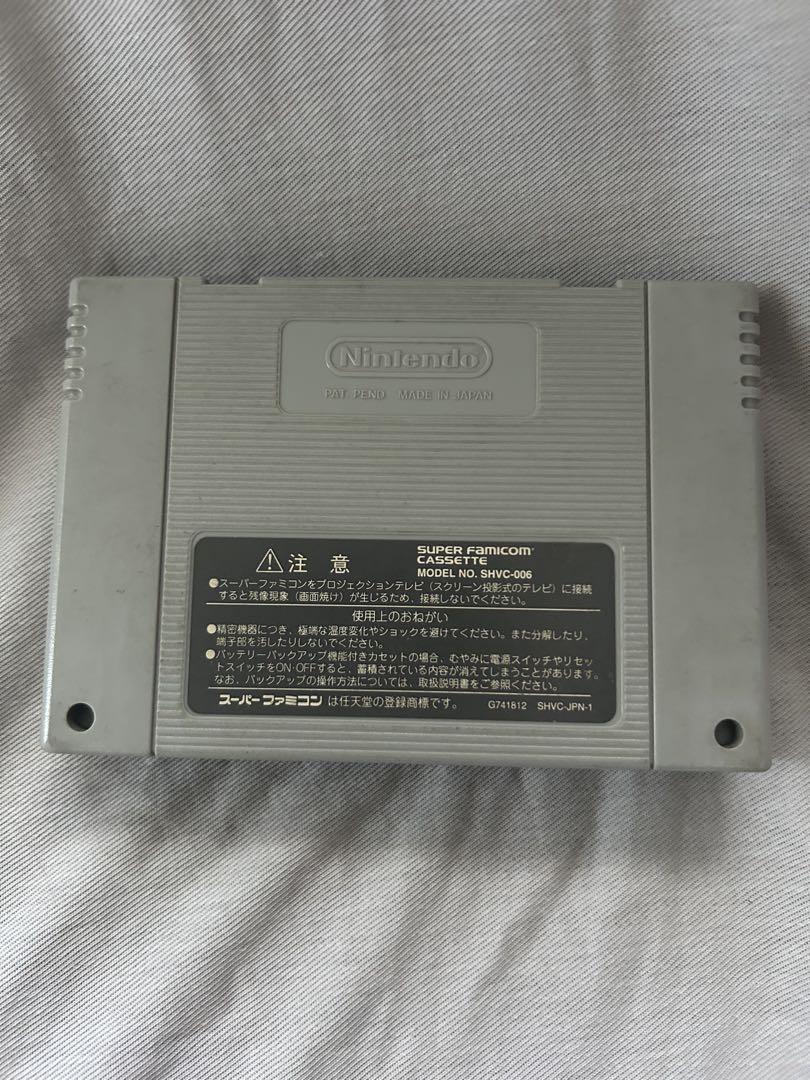 Nintendo
PAT. PEND. MADE IN JAPAN
⚠注 意
SUPER FAMICOM
CASSETTE
MODEL NO. SHVC-006
●スーパーファミコンをプロジェクションテレビ（スクリーン投影式のテレビ）に接続
すると残像現象（画面焼け）が生じるため、接続しないでください。
使用上のおねがい
●精密機器につき、極端な温度変化やショックを避けてください。また分解したり、
端子部を汚したりしないでください。
●バッテリーバックアップ機能付きカセットの場合、むやみに電源スイッチやリセッ
トスイッチをON・OFFすると、蓄積されている内容が消えてしまうことがあります。
なお、バックアップの操作方法については、取扱説明書をご参照ください。
スーパーファミコン は任天堂の登録商標です。 G741812 SHVC-JPN-1